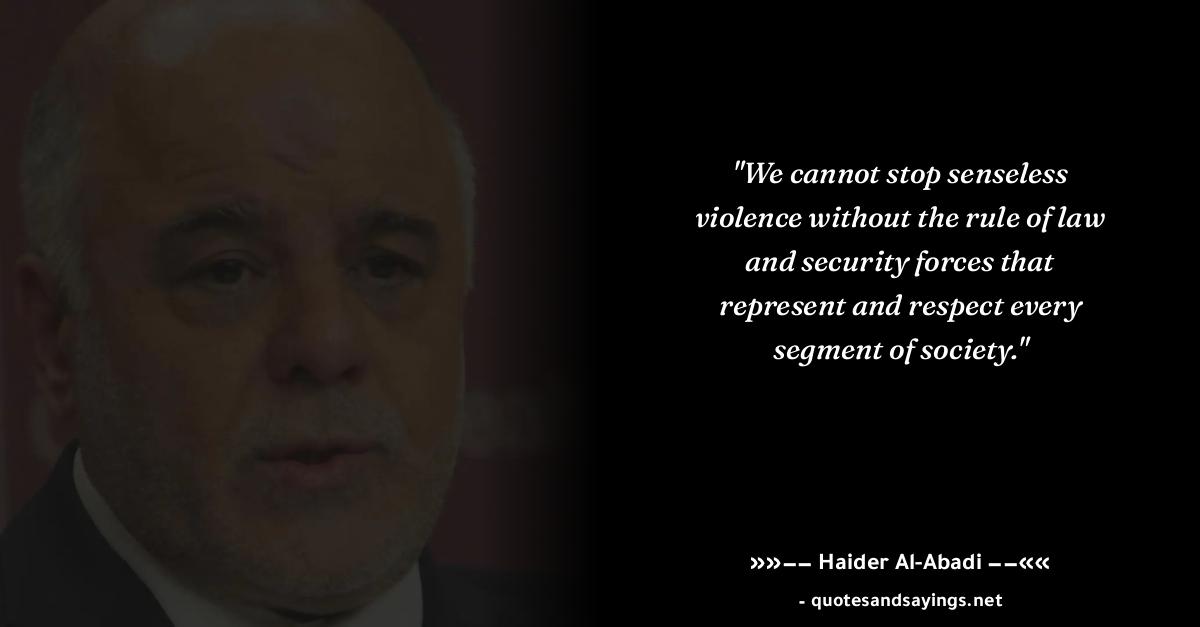 "We cannot stop senseless
violence without the rule of law
and security forces that
represent and respect every
segment of society."
»»–– Haider Al-Abadi ––««
- quotesandsayings.net